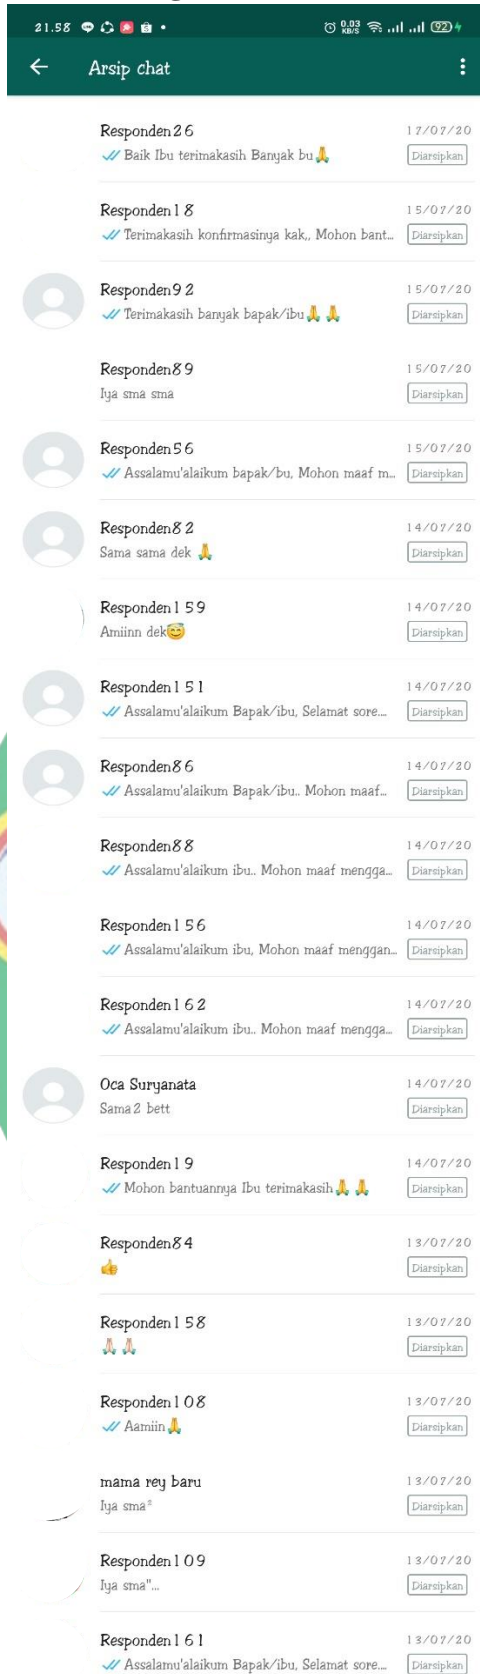 21.58
0.03 KB/S
92
Arsip chat
Responden26 17/07/20
Baik Ibu terimakasih Banyak bu🙏 Diarsipkan
Responden18 15/07/20
Terimakasih konfirmasinya kak,, Mohon bant... Diarsipkan
Responden92 15/07/20
Terimakasih banyak bapak/ibu🙏🙏 Diarsipkan
Responden89 15/07/20
Iya sma sma Diarsipkan
Responden56 15/07/20
Assalamu'alaikum bapak/bu, Mohon maaf m... Diarsipkan
Responden82 14/07/20
Sama sama dek 🙏 Diarsipkan
Responden159 14/07/20
Amiinn dek😇 Diarsipkan
Responden151 14/07/20
Assalamu'alaikum Bapak/ibu, Selamat sore.... Diarsipkan
Responden86 14/07/20
Assalamu'alaikum Bapak/ibu.. Mohon maaf... Diarsipkan
Responden88 14/07/20
Assalamu'alaikum ibu.. Mohon maaf mengga... Diarsipkan
Responden156 14/07/20
Assalamu'alaikum ibu, Mohon maaf menggan... Diarsipkan
Responden162 14/07/20
Assalamu'alaikum ibu.. Mohon maaf mengga... Diarsipkan
Oca Suryanata 14/07/20
Sama2 bett Diarsipkan
Responden19 14/07/20
Mohon bantuannya Ibu terimakasih🙏🙏 Diarsipkan
Responden84 13/07/20
👍 Diarsipkan
Responden158 13/07/20
🙏🙏 Diarsipkan
Responden108 13/07/20
Aamiin🙏 Diarsipkan
mama rey baru 13/07/20
Iya sma² Diarsipkan
Responden109 13/07/20
Iya sma"... Diarsipkan
Responden161 13/07/20
Assalamu'alaikum Bapak/ibu, Selamat sore.... Diarsipkan